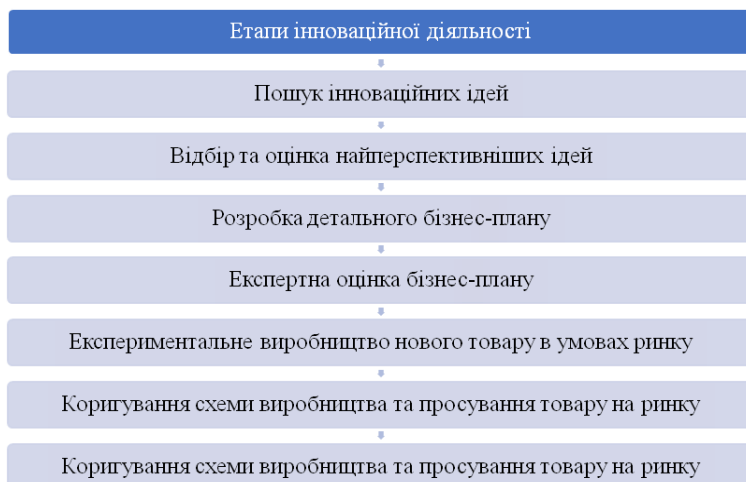 Етапи інноваційної діяльності
Пошук інноваційних ідей
Відбір та оцінка найперспективніших ідей
Розробка детального бізнес-плану
Експертна оцінка бізнес-плану
Експериментальне виробництво нового товару в умовах ринку
Коригування схеми виробництва та просування товару на ринку
Коригування схеми виробництва та просування товару на ринку